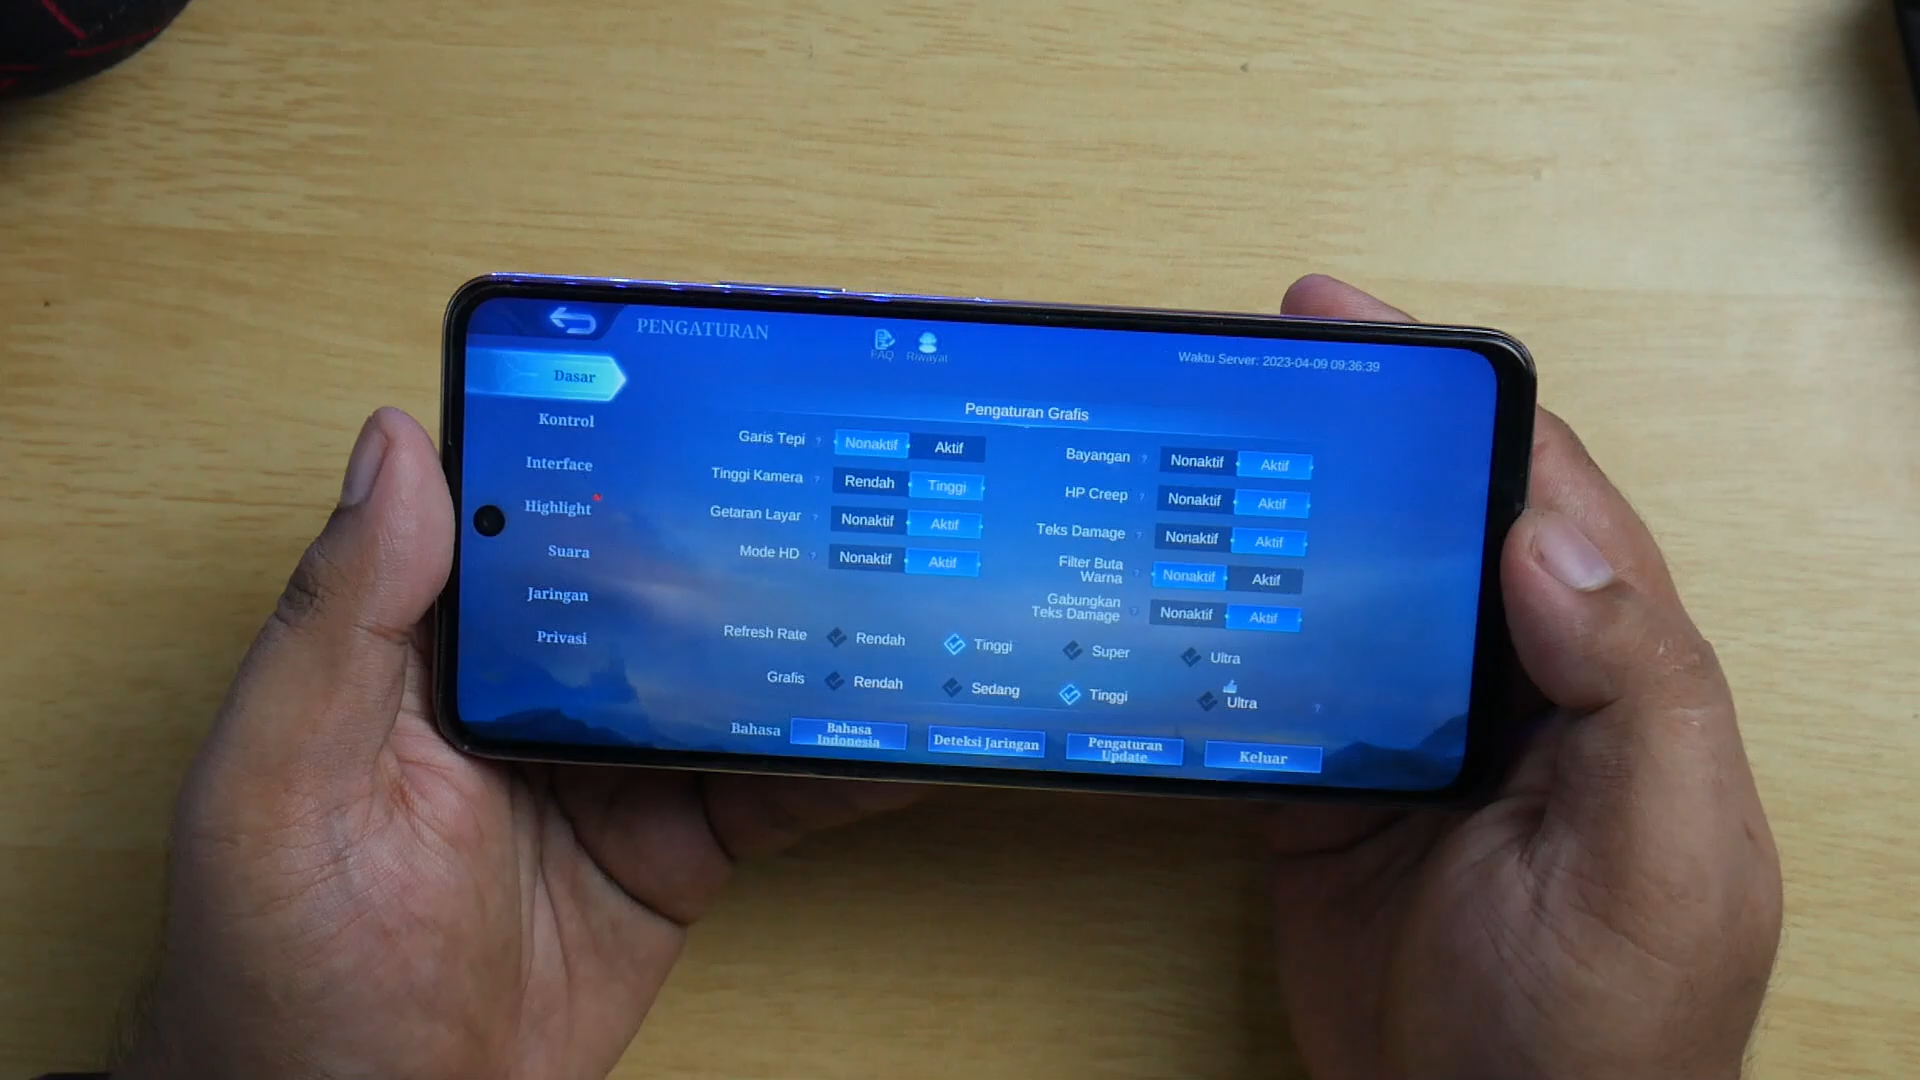 PENGATURAN
FAQ
Riwayat
Waktu Server: 2023-04-09 09:36:39
Dasar
Kontrol
Interface
Highlight
Suara
Jaringan
Privasi
Pengaturan Grafis
Garis Tepi ? Nonaktif Aktif
Tinggi Kamera ? Rendah Tinggi
Getaran Layar ? Nonaktif Aktif
Mode HD ? Nonaktif Aktif
Bayangan ? Nonaktif Aktif
HP Creep ? Nonaktif Aktif
Teks Damage ? Nonaktif Aktif
Filter Buta
Warna ? Nonaktif Aktif
Gabungkan
Teks Damage ? Nonaktif Aktif
Refresh Rate Rendah Tinggi Super Ultra
Grafis Rendah Sedang Tinggi Ultra ?
Bahasa
Bahasa
Indonesia
Deteksi Jaringan
Pengaturan
Update
Keluar